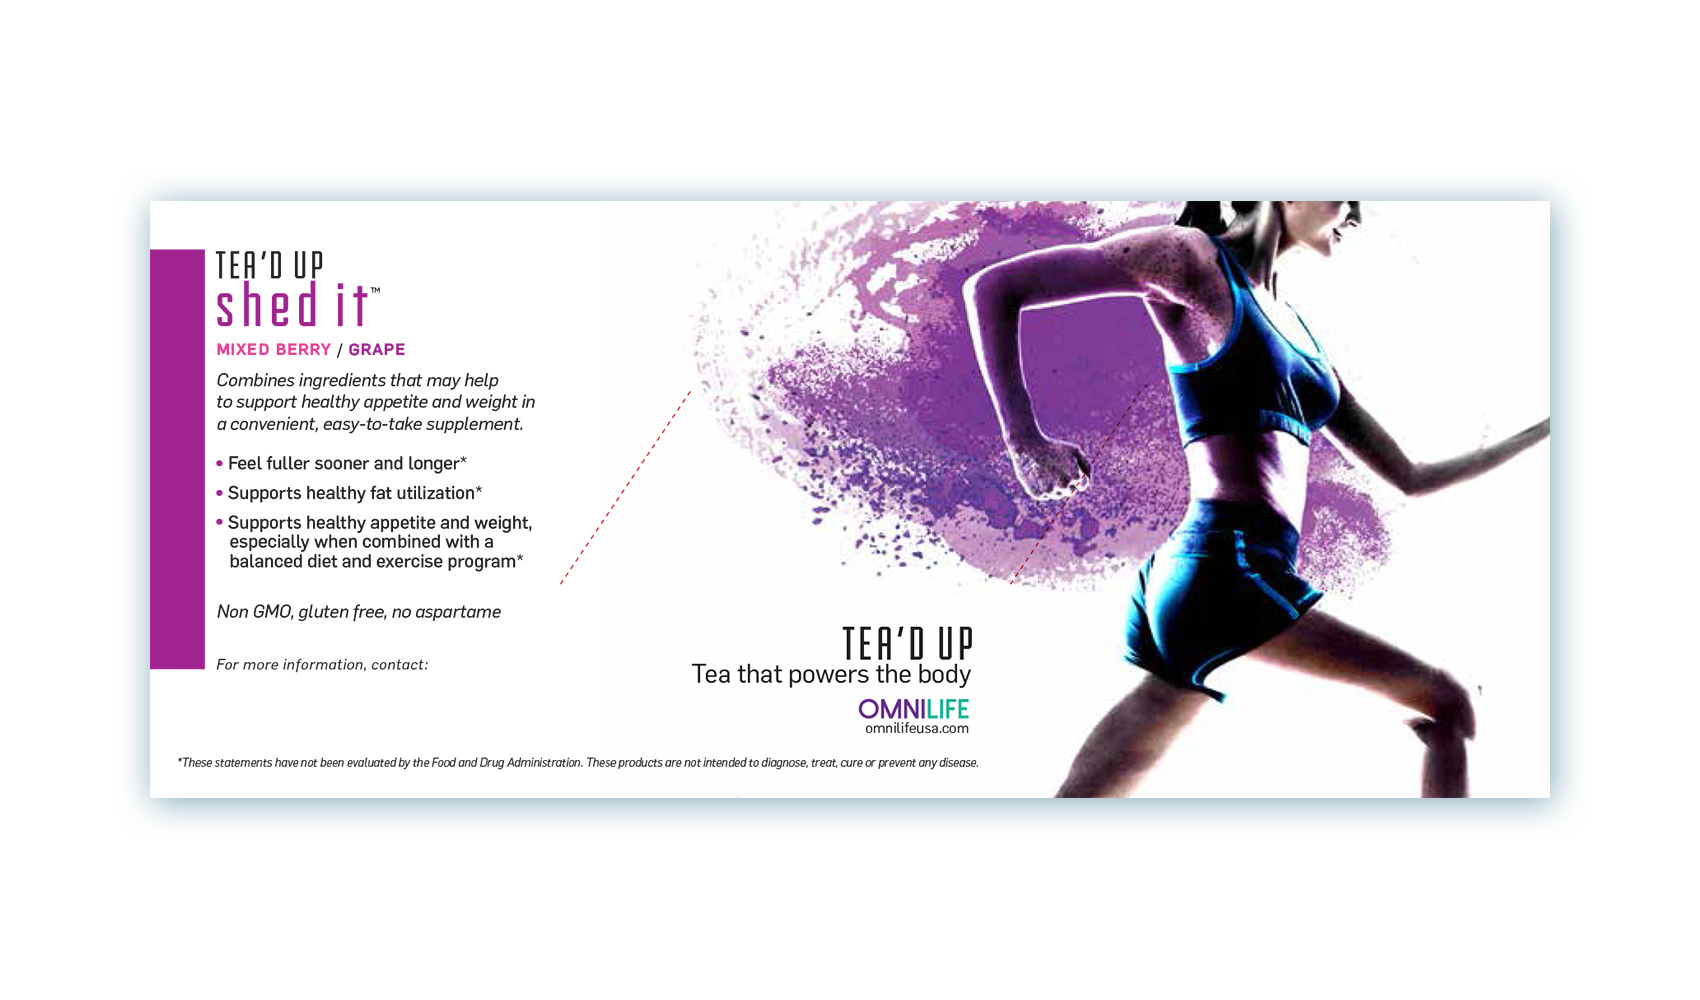 TEA'D UP
shed it™
MIXED BERRY / GRAPE
Combines ingredients that may help
to support healthy appetite and weight in
a convenient, easy-to-take supplement.
• Feel fuller sooner and longer*
• Supports healthy fat utilization*
• Supports healthy appetite and weight,
especially when combined with a
balanced diet and exercise program*
Non GMO, gluten free, no aspartame
For more information, contact:
TEA'D UP
Tea that powers the body
OMNILIFE
omnilifeusa.com
*These statements have not been evaluated by the Food and Drug Administration. These products are not intended to diagnose, treat, cure or prevent any disease.